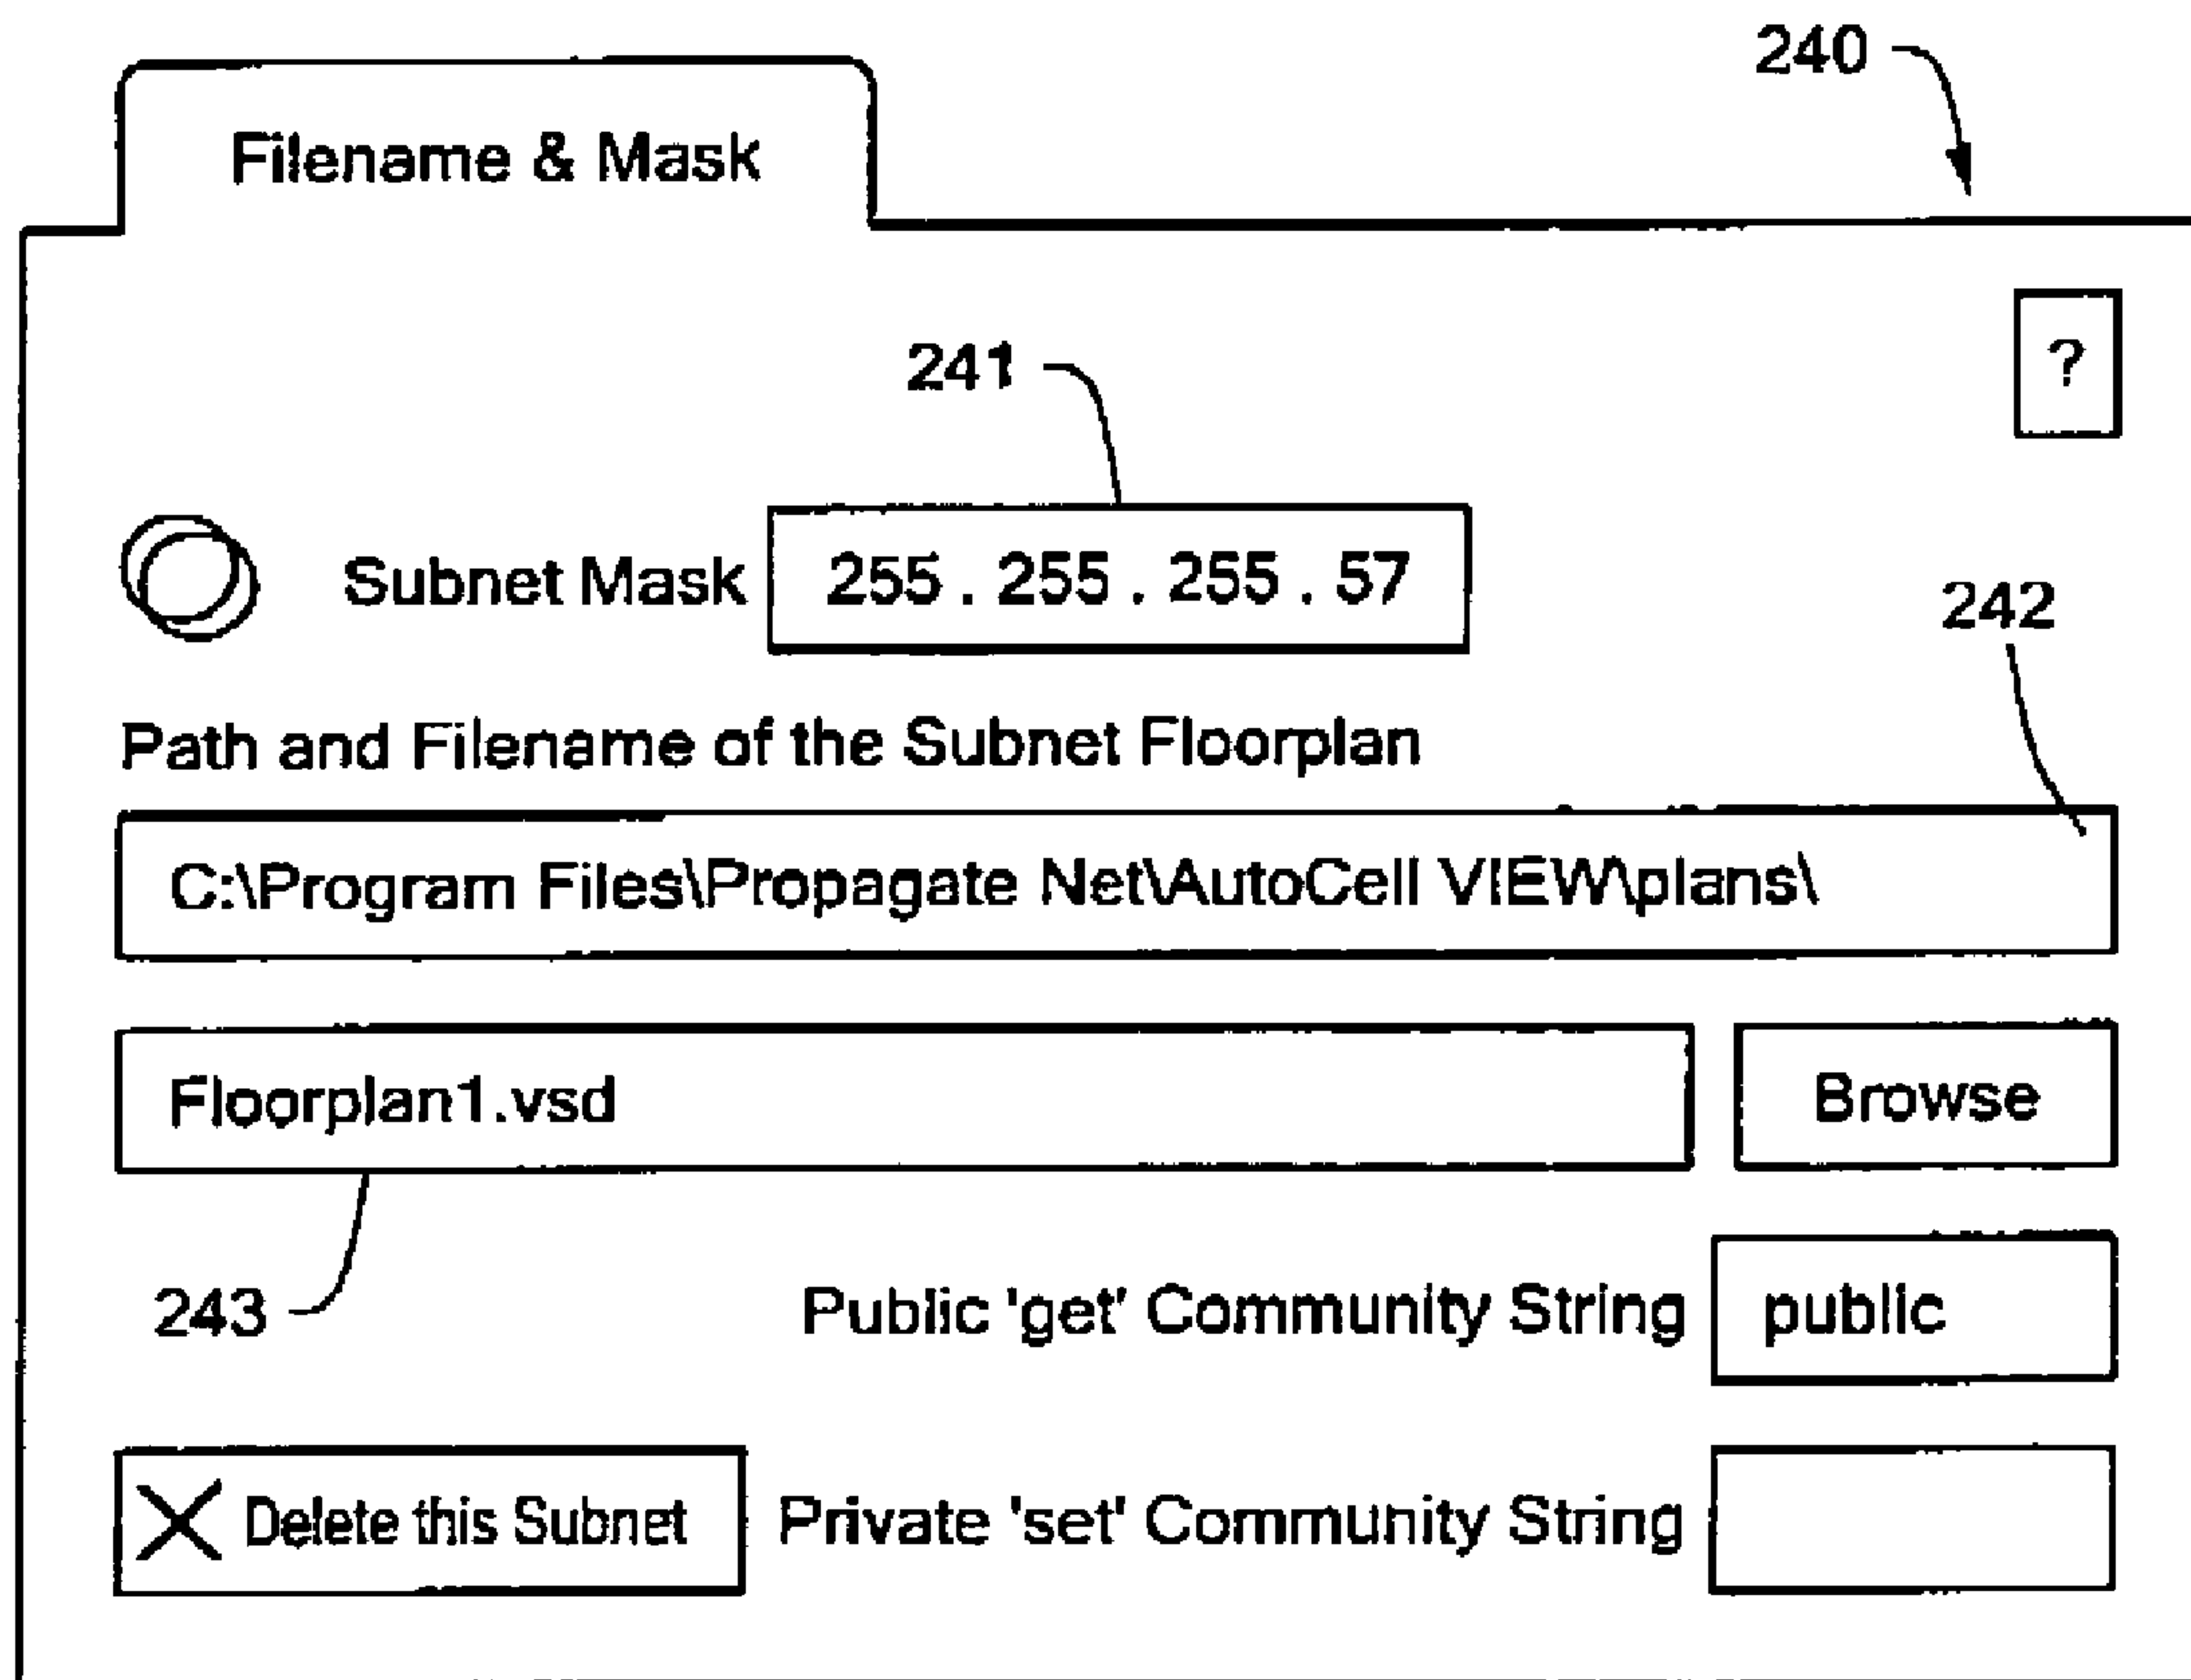 240
Filename & Mask
?
241
Subnet Mask 255 . 255 . 255 . 57
242
Path and Filename of the Subnet Floorplan
C:\Program Files\Propagate Net\AutoCell VIEW\plans\
Floorplan1.vsd Browse
243 Public 'get' Community String public
Delete this Subnet Private 'set' Community String